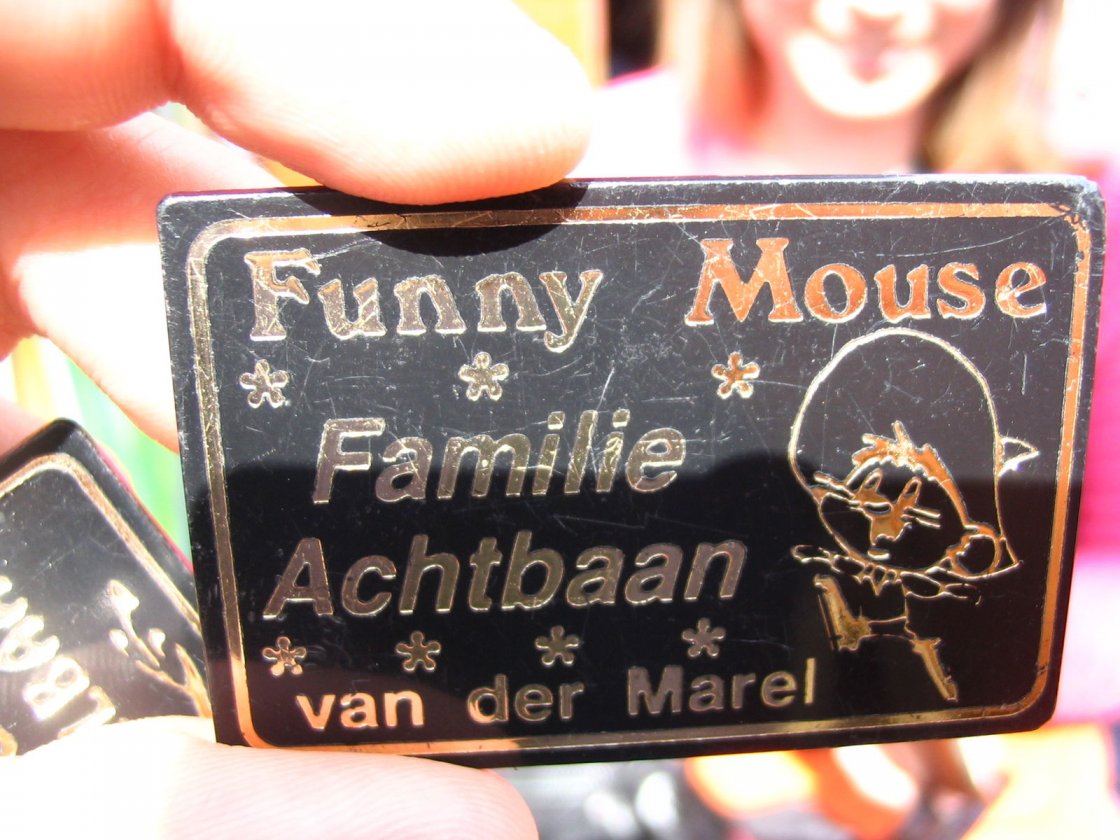 Funny Mouse
* * *
Familie
Achtbaan
* * * *
van der Marel